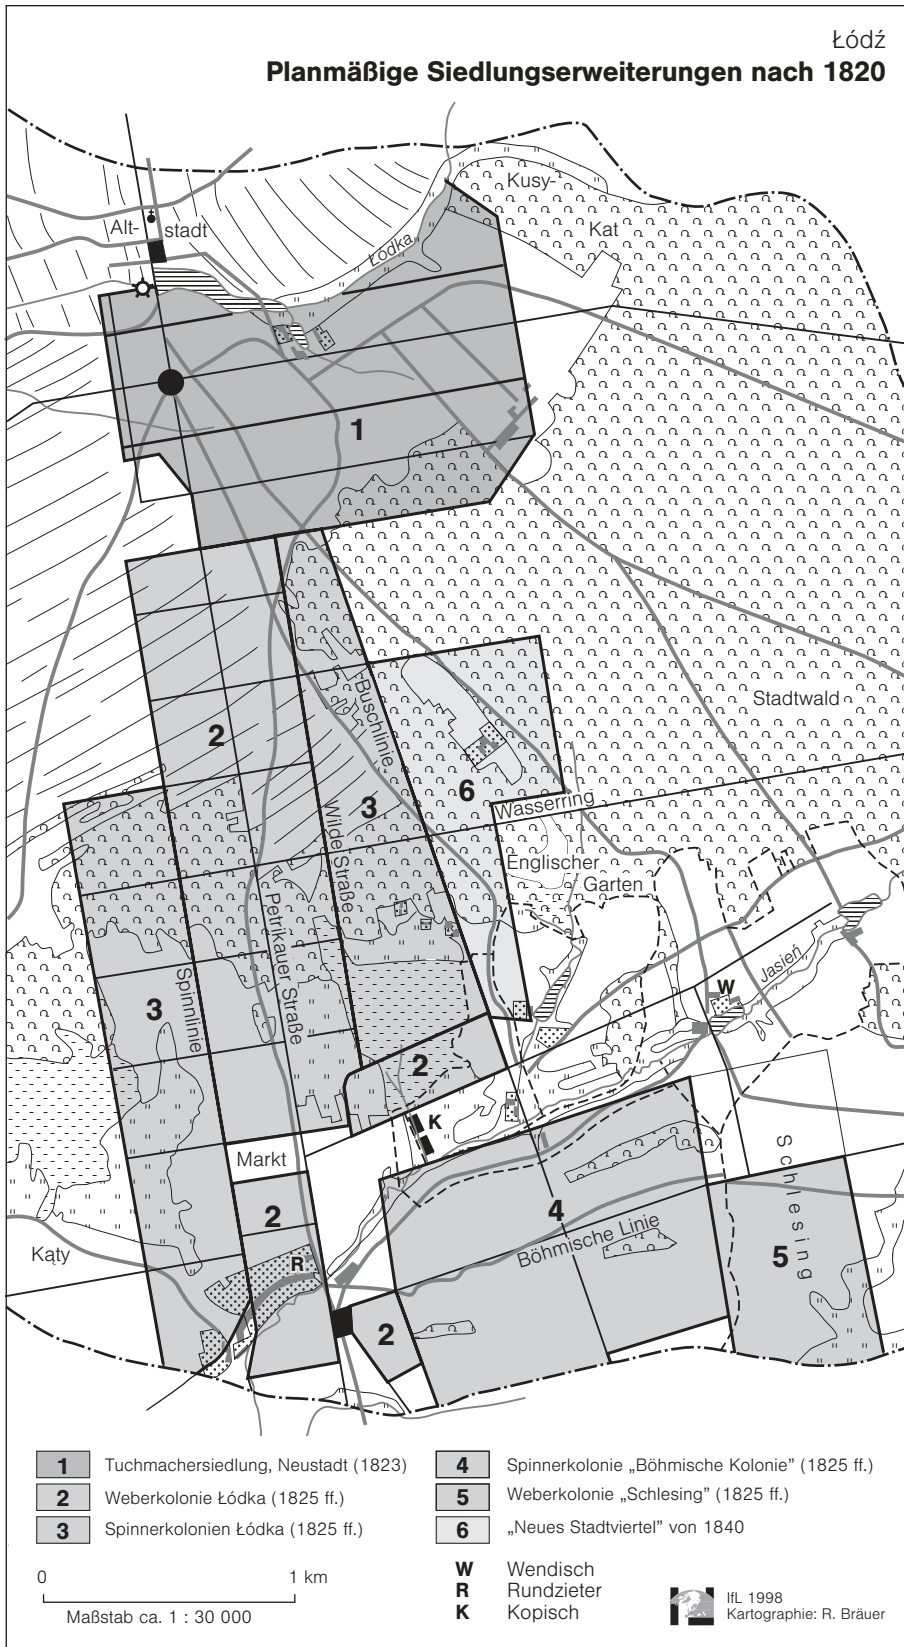 Łódź
Planmäßige Siedlungserweiterungen nach 1820
Kusy-
Kat
Alt-
stadt
Łódka
1
Stadtwald
Buschlinie
2
3
6
Wasserring
Wilde Straße
Englischer
Garten
Petrikauer Straße
Spinnlinie
3
Jasień
W
2
K
Markt
Schlesing
2
4
Böhmische Linie
5
Kąty
R
2
1 Tuchmachersiedlung, Neustadt (1823)
2 Weberkolonie Łódka (1825 ff.)
3 Spinnerkolonien Łódka (1825 ff.)
4 Spinnerkolonie „Böhmische Kolonie” (1825 ff.)
5 Weberkolonie „Schlesing” (1825 ff.)
6 „Neues Stadtviertel” von 1840
W Wendisch
R Rundzieter
K Kopisch
0 1 km
Maßstab ca. 1 : 30 000
IfL 1998
Kartographie: R. Bräuer